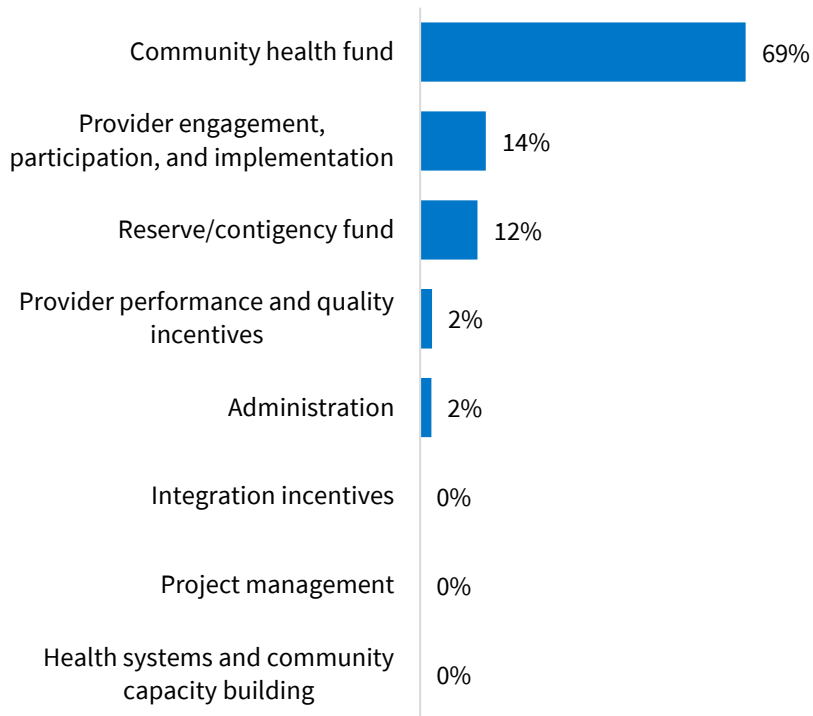 Community health fund
69%
Provider engagement,
participation, and implementation
14%
Reserve/contigency fund
12%
Provider performance and quality
incentives
2%
Administration
2%
Integration incentives
0%
Project management
0%
Health systems and community
capacity building
0%